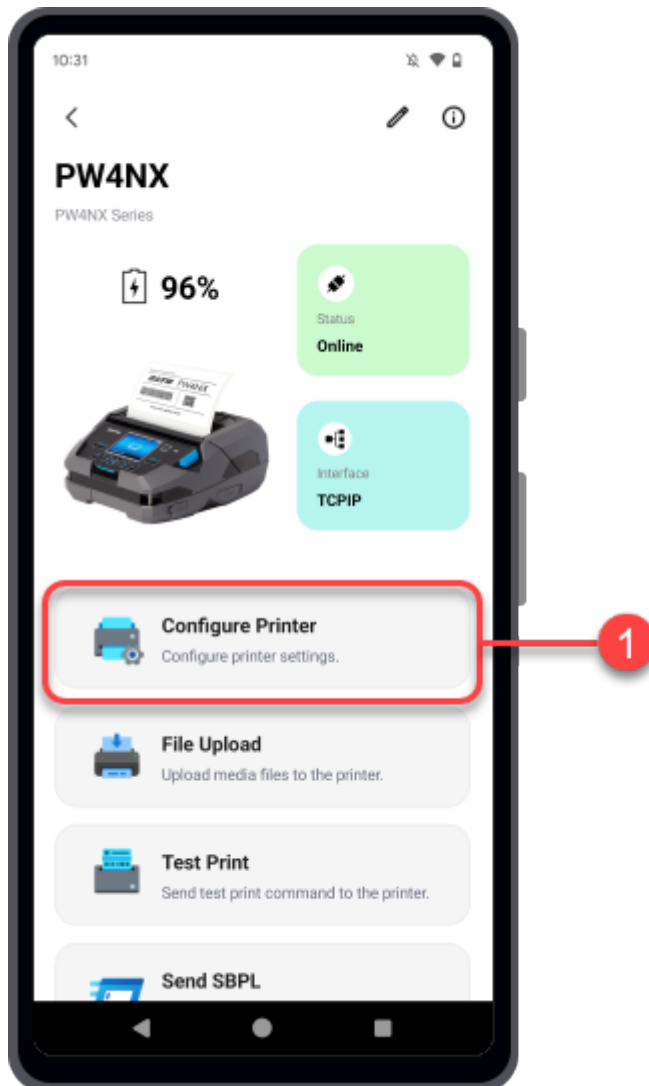 10:31
PW4NX
PW4NX Series
96%
Status
Online
Interface
TCPIP
Configure Printer
Configure printer settings.
1
File Upload
Upload media files to the printer.
Test Print
Send test print command to the printer.
Send SBPL